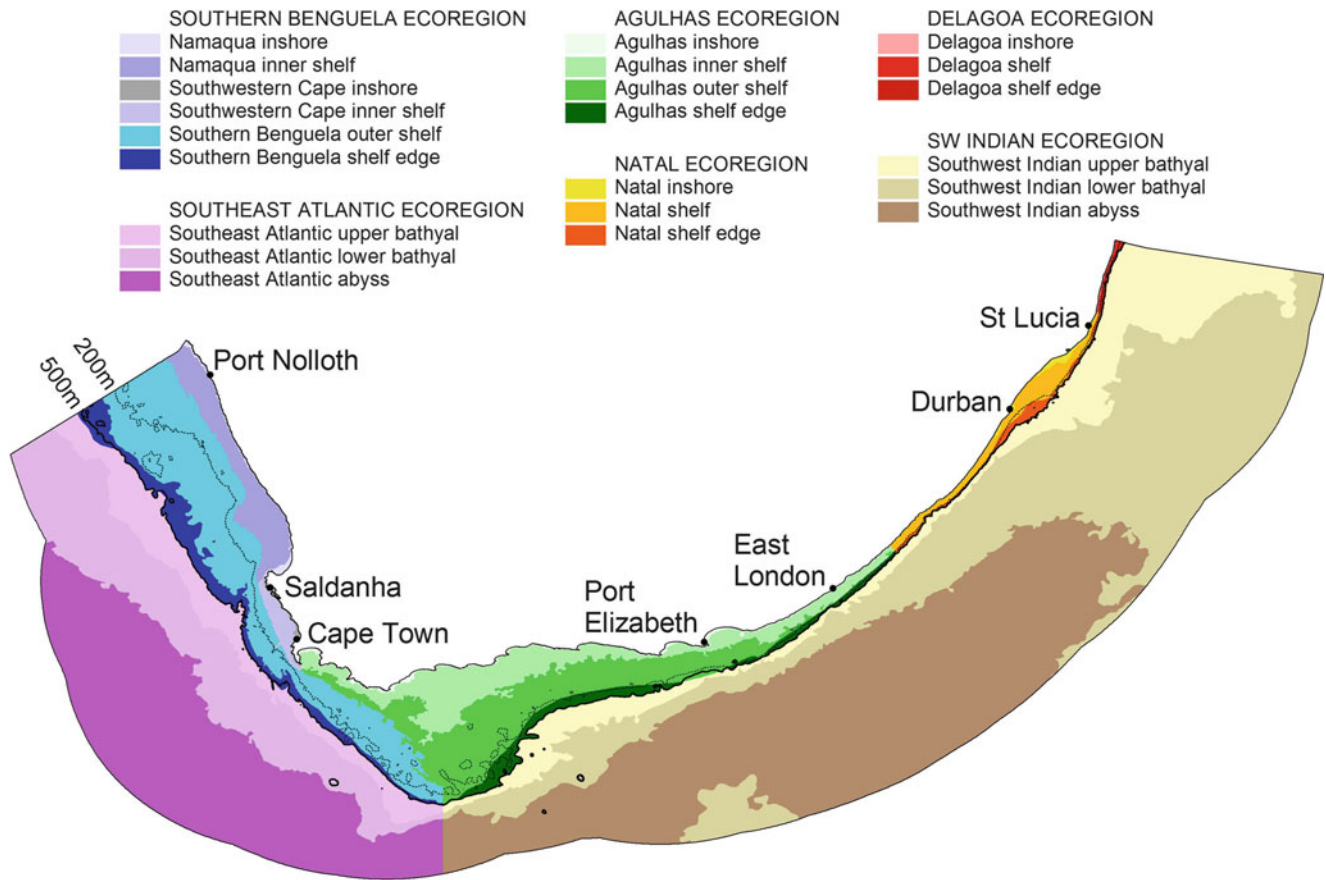 SOUTHERN BENGUELA ECOREGION
Namaqua inshore
Namaqua inner shelf
Southwestern Cape inshore
Southwestern Cape inner shelf
Southern Benguela outer shelf
Southern Benguela shelf edge
SOUTHEAST ATLANTIC ECOREGION
Southeast Atlantic upper bathyal
Southeast Atlantic lower bathyal
Southeast Atlantic abyss
AGULHAS ECOREGION
Agulhas inshore
Agulhas inner shelf
Agulhas outer shelf
Agulhas shelf edge
NATAL ECOREGION
Natal inshore
Natal shelf
Natal shelf edge
DELAGOA ECOREGION
Delagoa inshore
Delagoa shelf
Delagoa shelf edge
SW INDIAN ECOREGION
Southwest Indian upper bathyal
Southwest Indian lower bathyal
Southwest Indian abyss
200m
500m
Port Nolloth
Saldanha
Cape Town
Port
Elizabeth
East
London
Durban
St Lucia